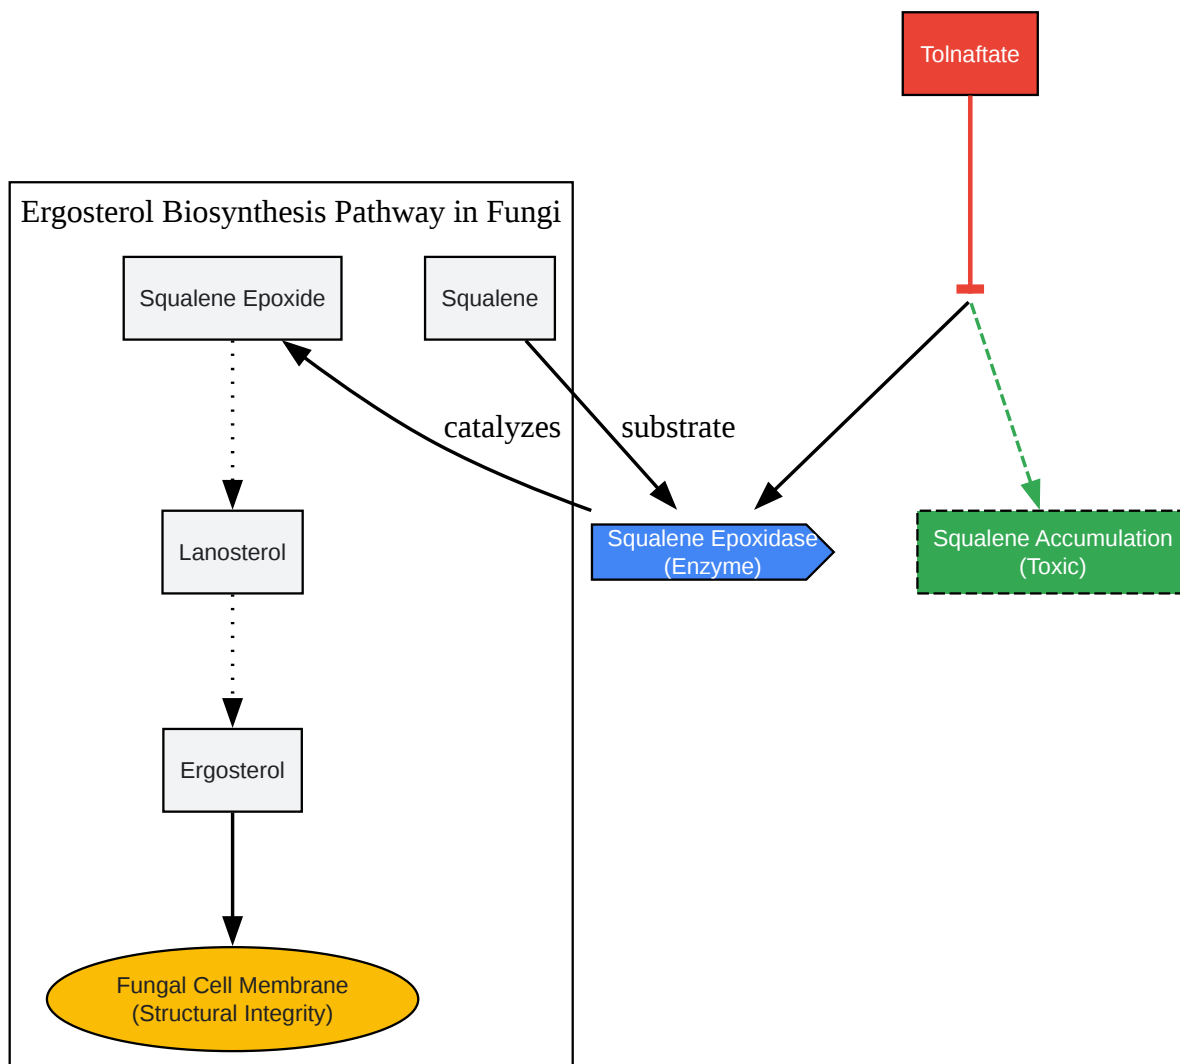 Tolnaftate
Ergosterol Biosynthesis Pathway in Fungi
Squalene Epoxide
Squalene
catalyzes
substrate
Lanosterol
Squalene Epoxidase
(Enzyme)
Squalene Accumulation
(Toxic)
Ergosterol
Fungal Cell Membrane
(Structural Integrity)